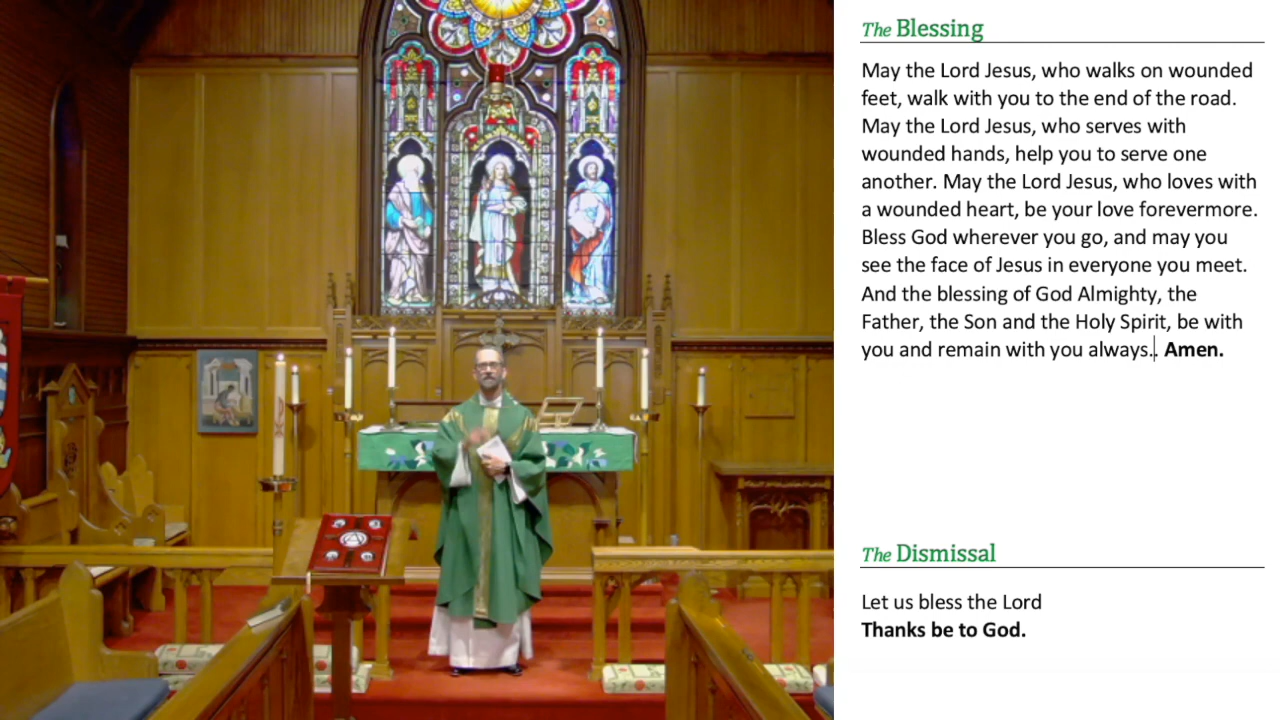 The Blessing
May the Lord Jesus, who walks on wounded
feet, walk with you to the end of the road.
May the Lord Jesus, who serves with
wounded hands, help you to serve one
another. May the Lord Jesus, who loves with
a wounded heart, be your love forevermore.
Bless God wherever you go, and may you
see the face of Jesus in everyone you meet.
And the blessing of God Almighty, the
Father, the Son and the Holy Spirit, be with
you and remain with you always.. Amen.
The Dismissal
Let us bless the Lord
Thanks be to God.